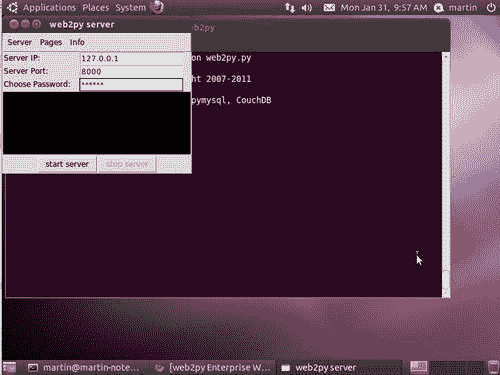 Applications Places System Mon Jan 31, 9:57 AM martin
web2py server
web2py
Server Pages Info
Server IP: 127.0.0.1
Server Port: 8000
Choose Password: ******
on web2py.py
ht 2007-2011
pymysql, CouchDB
start server stop server
martin@martin-note... [web2py Enterprise W... web2py server